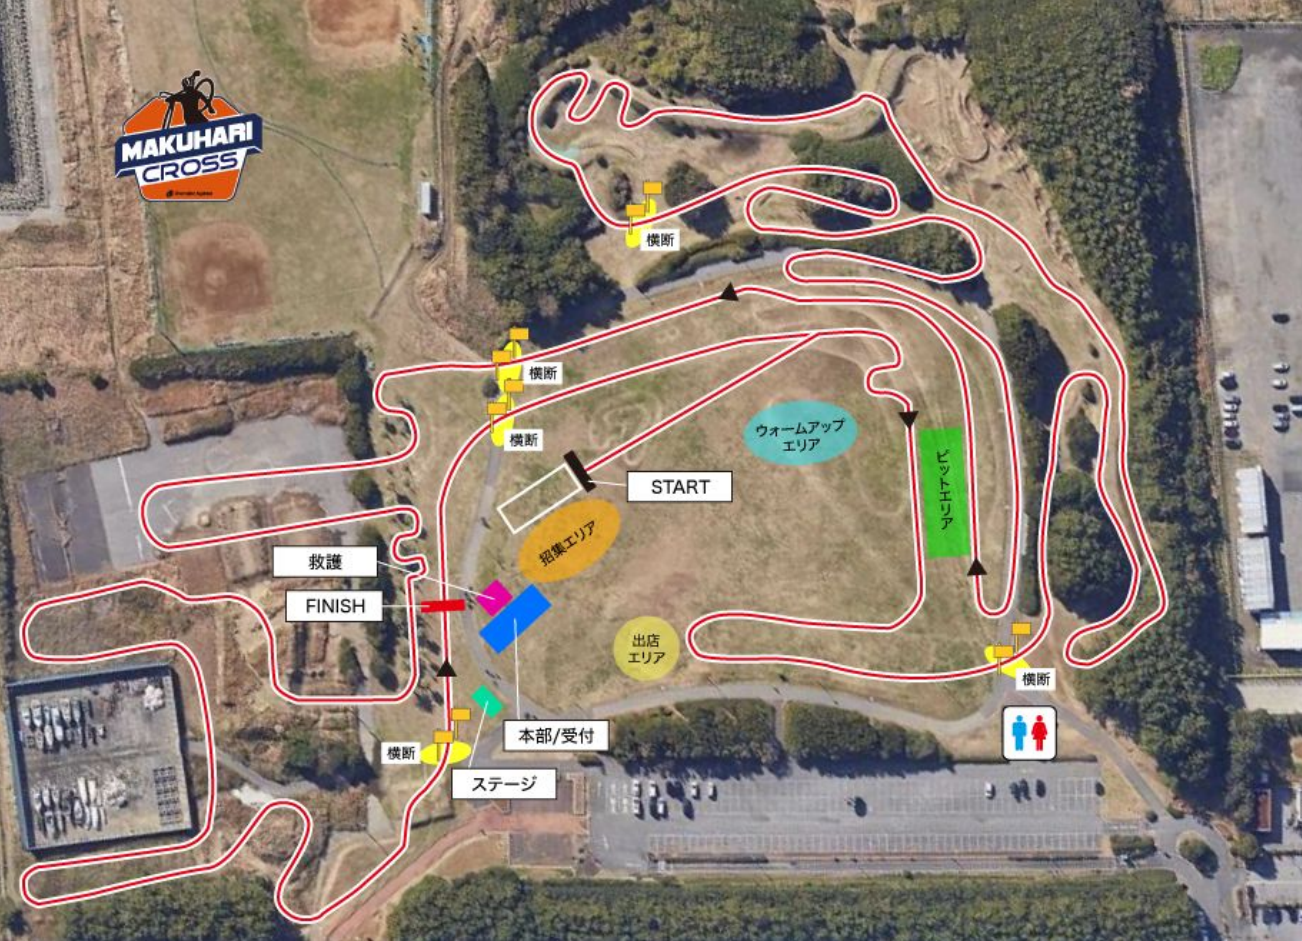 MAKUHARI
CROSS
横断
横断
横断
ウォームアップ
エリア
ピットエリア
START
招集エリア
救護
FINISH
出店
エリア
横断
本部/受付
横断
ステージ